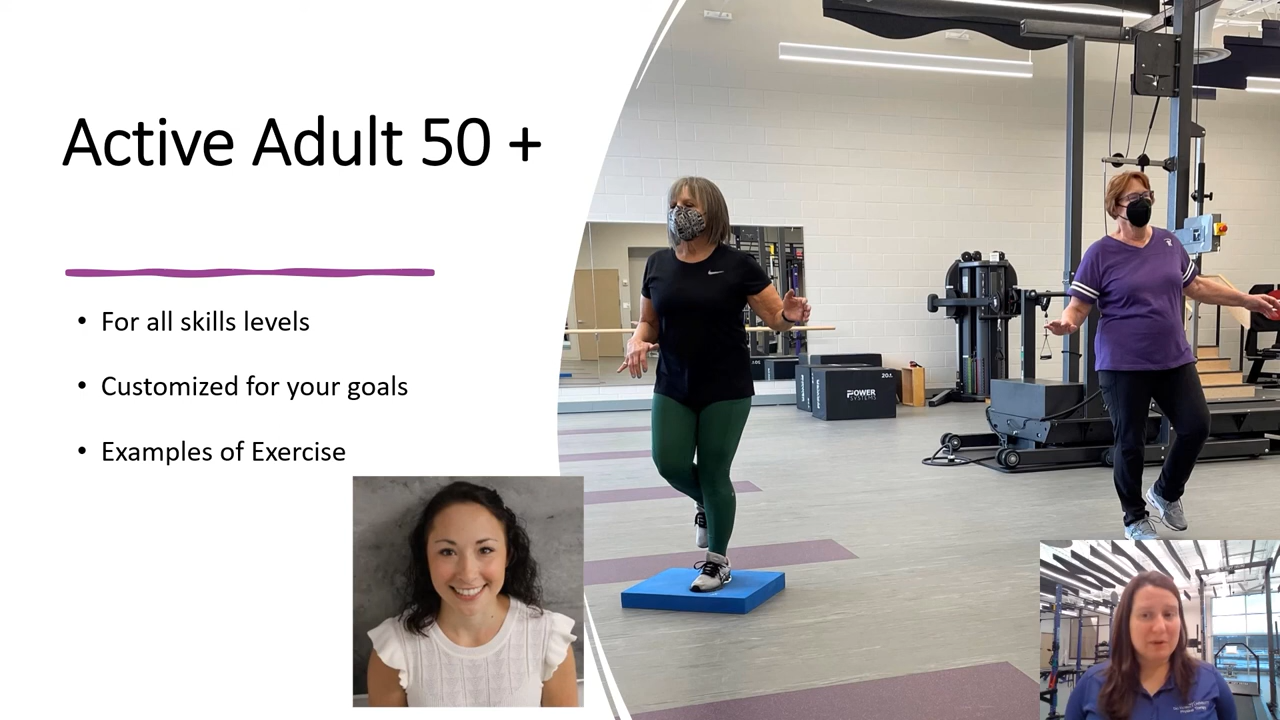 Active Adult 50 +
• For all skills levels
• Customized for your goals
• Examples of Exercise
POWER
SYSTEMS